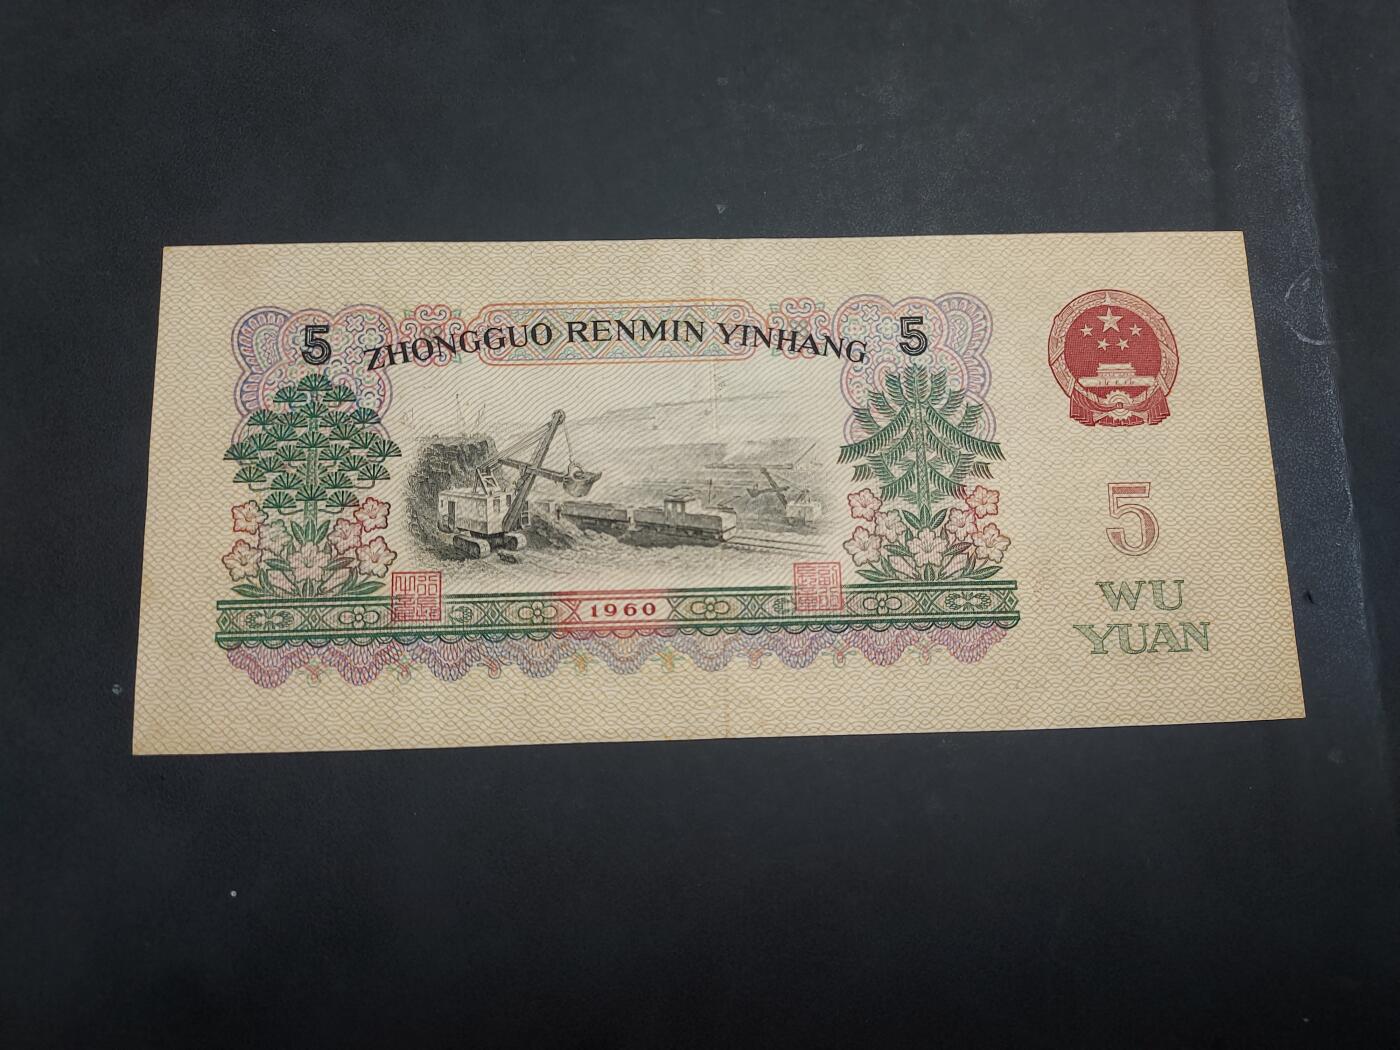 5 ZHONGGUO RENMIN YINHANG 5
5
1960
WU
YUAN